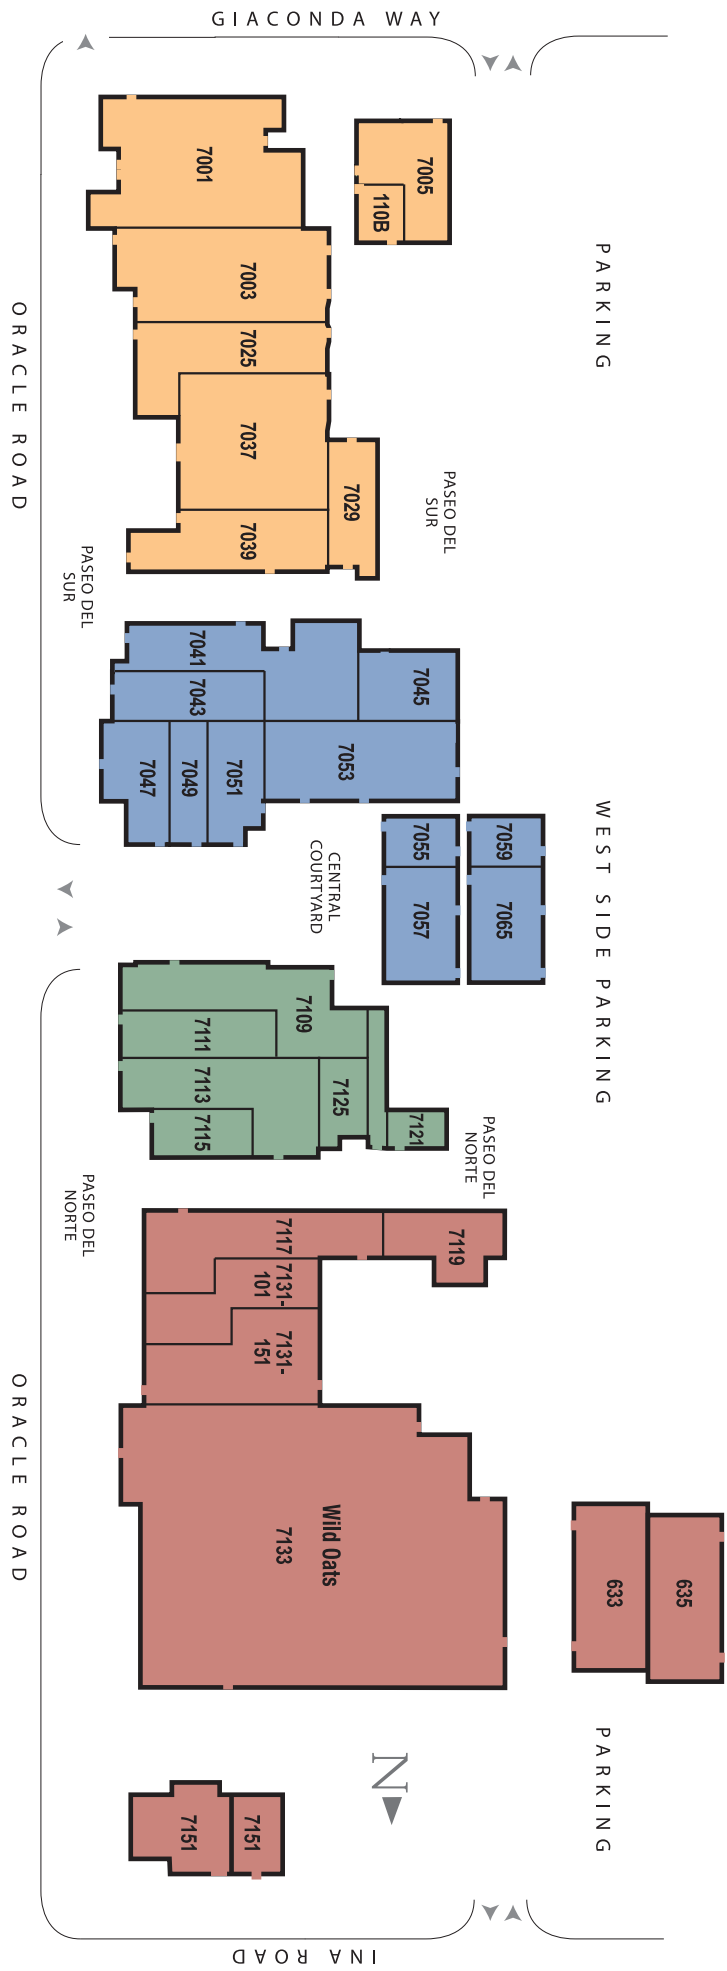 GIACONDA WAY
7001
7005
110B
PARKING
7003
ORACLE ROAD
7025
7037
7029
PASEO DEL
SUR
7039
PASEO DEL
SUR
7041
7045
7043
7053
7047
7049
7051
WEST SIDE PARKING
7055
7059
CENTRAL
COURTYARD
7057
7065
7109
7111
7113
7125
7115
7121
PASEO DEL
NORTE
PASEO DEL
NORTE
7117
7119
7131-
101
7131-
151
ORACLE ROAD
Wild Oats
7133
633
635
N
PARKING
7151
7151
INA ROAD